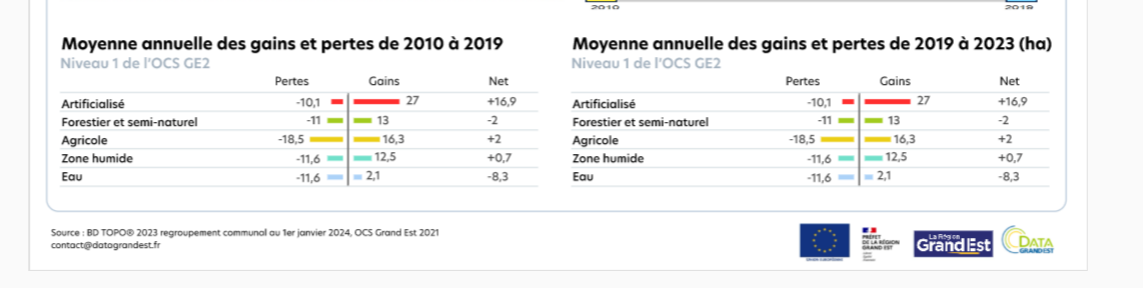 2010
2019
Moyenne annuelle des gains et pertes de 2010 à 2019
Niveau 1 de l'OCS GE2
Pertes Gains Net
Artificialisé -10,1 27 +16,9
Forestier et semi-naturel -11 13 -2
Agricole -18,5 16,3 +2
Zone humide -11,6 12,5 +0,7
Eau -11,6 2,1 -8,3
Moyenne annuelle des gains et pertes de 2019 à 2023 (ha)
Niveau 1 de l'OCS GE2
Pertes Gains Net
Artificialisé -10,1 27 +16,9
Forestier et semi-naturel -11 13 -2
Agricole -18,5 16,3 +2
Zone humide -11,6 12,5 +0,7
Eau -11,6 2,1 -8,3
Source : BD TOPO® 2023 regroupement communal au 1er janvier 2024, OCS Grand Est 2021
contact@datagrandest.fr
UNION EUROPÉENNE
PRÉFET
DE LA RÉGION
GRAND EST
La Région
GrandEst
DATA
GRANDEST